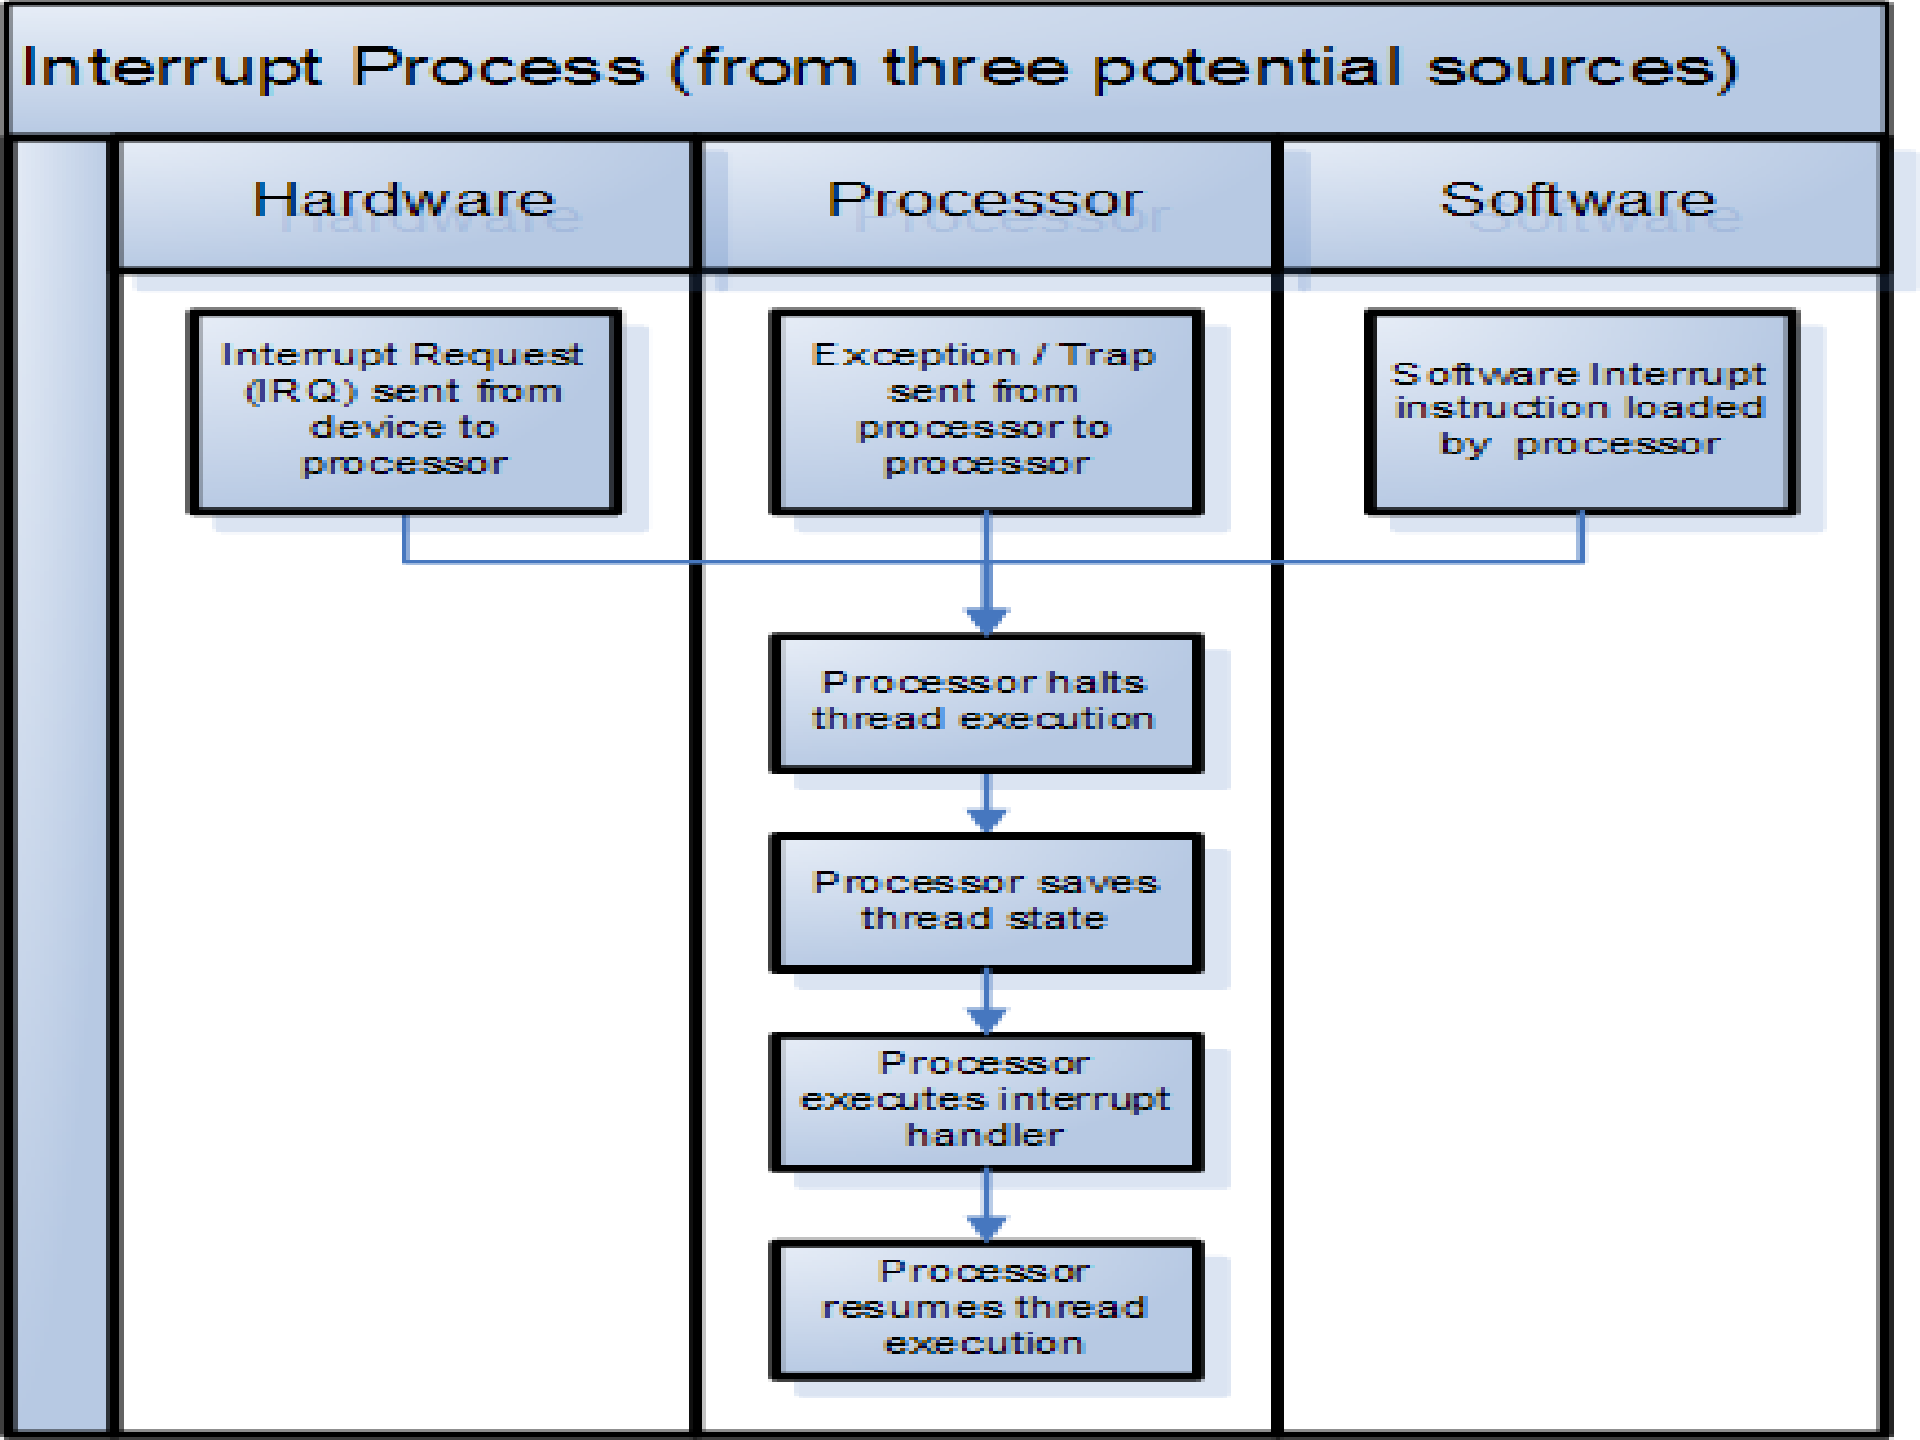 Interrupt Process (from three potential sources)
Hardware
Processor
Software
Interrupt Request
(IRQ) sent from
device to
processor
Exception / Trap
sent from
processor to
processor
Software Interrupt
instruction loaded
by processor
Processor halts
thread execution
Processor saves
thread state
Processor
executes interrupt
handler
Processor
resumes thread
execution